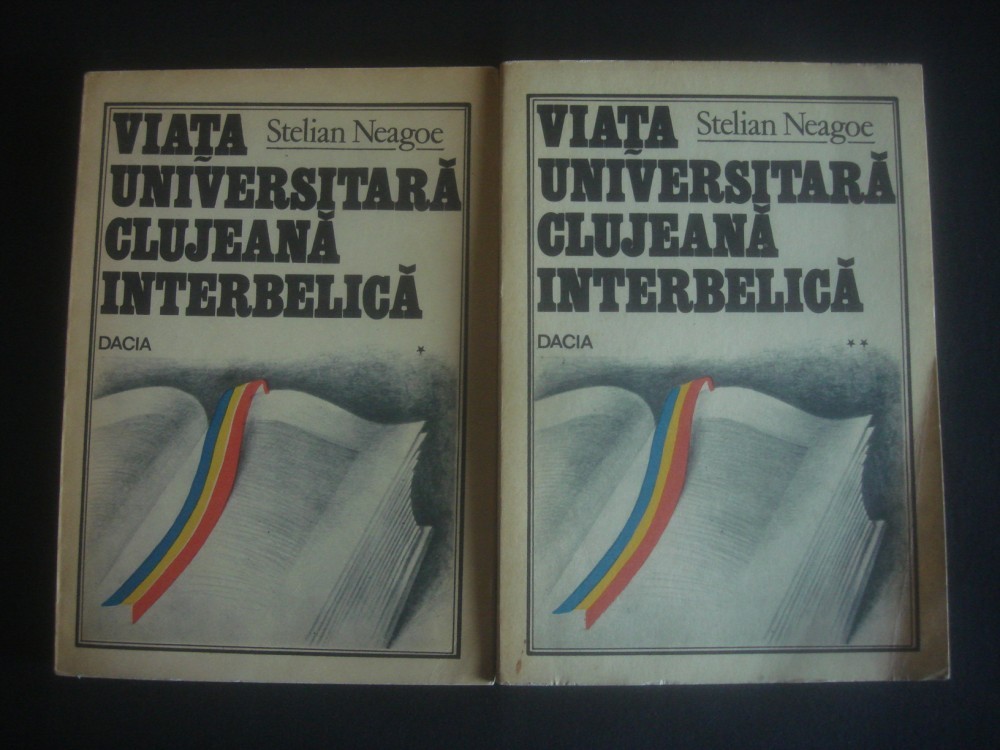 VIAȚA Stelian Neagoe
UNIVERSITARĂ
CLUJEANĂ
INTERBELICĂ
DACIA *
VIAȚA Stelian Neagoe
UNIVERSITARĂ
CLUJEANĂ
INTERBELICĂ
DACIA **